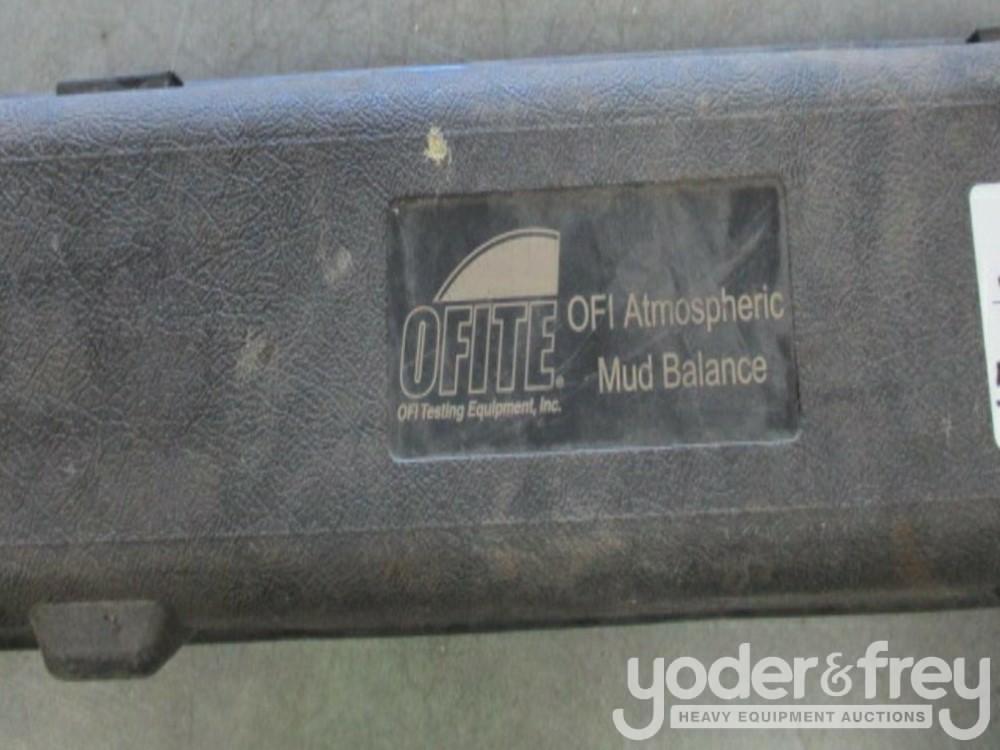 OFITE®
OFI Testing Equipment, Inc.
OFI Atmospheric
Mud Balance
yoder&frey
HEAVY EQUIPMENT AUCTIONS